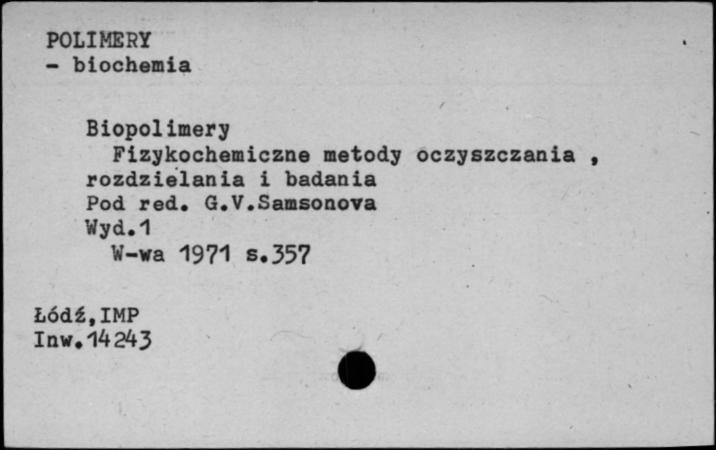 POLIMERY
- biochemia
Biopolimery
Fizykochemiczne metody oczyszczania ,
rozdzielania i badania
Pod red. G.V.Samsonova
Wyd.1
W-wa 1971 s.357
Łódź,IMP
Inw.14243